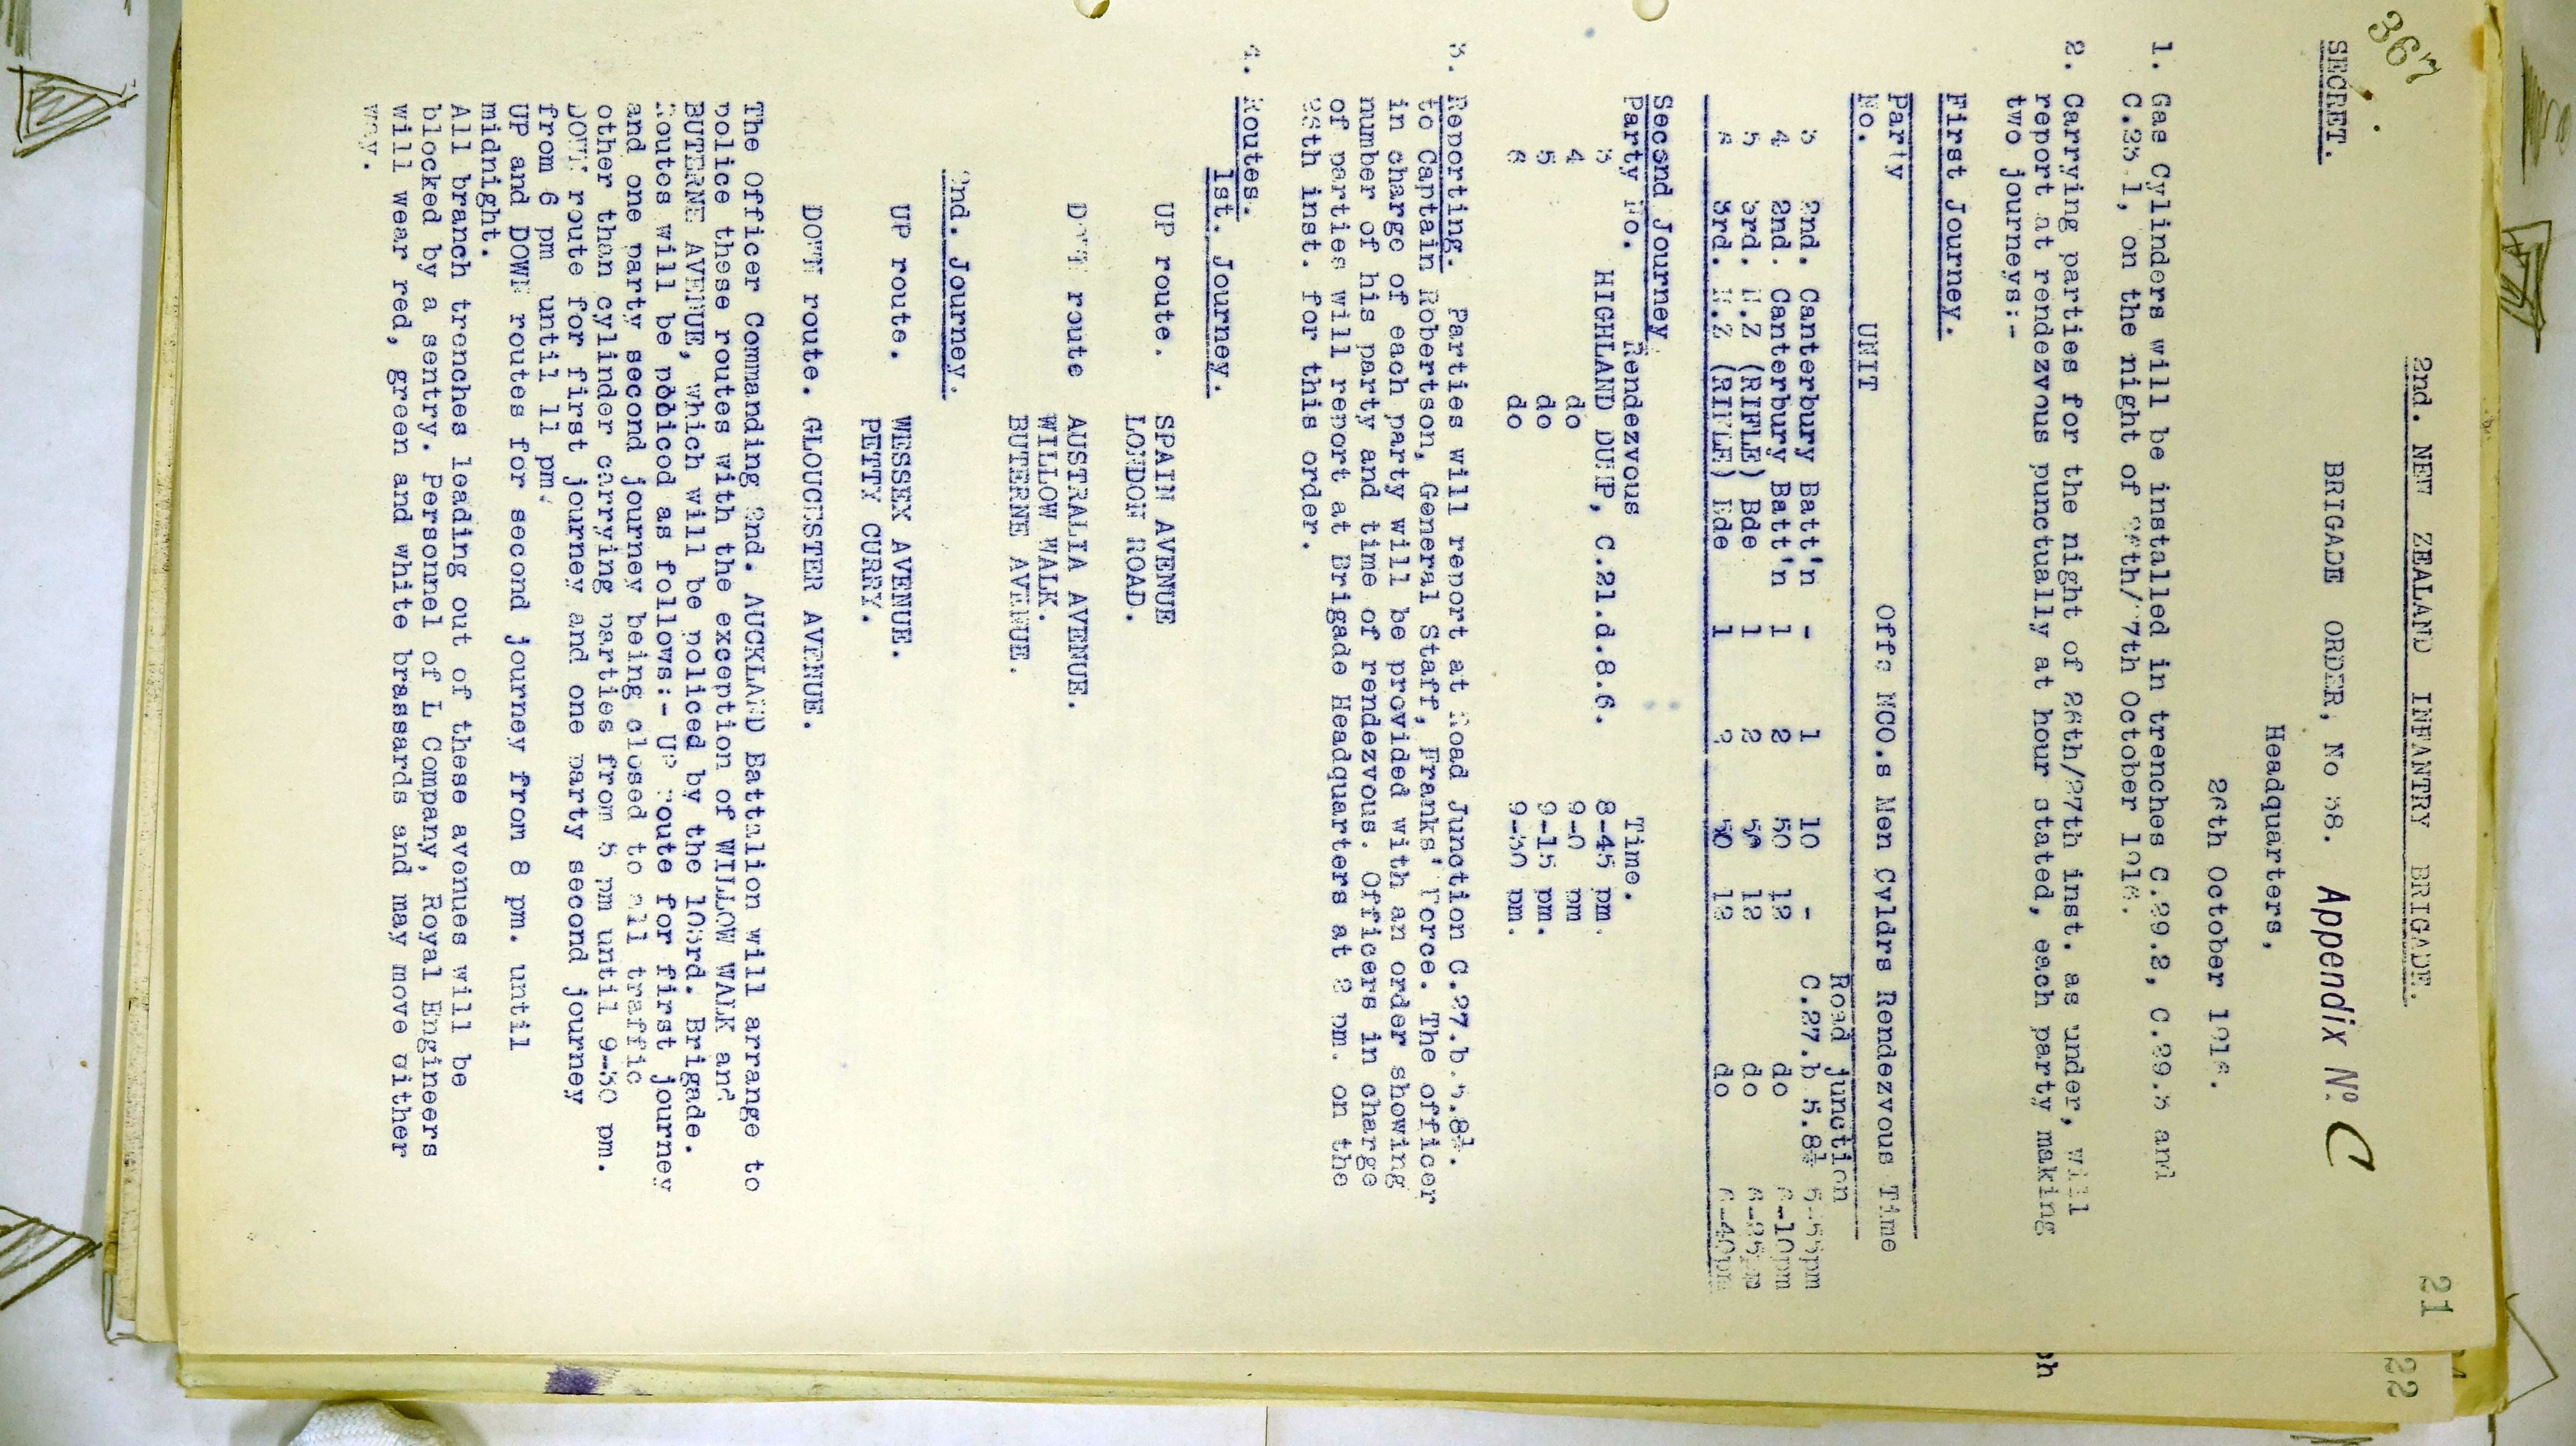 367
21
2nd. NEW ZEALAND INFANTRY BRIGADE.
SECRET.
BRIGADE ORDER, No 38. Appendix No. C
Headquarters,
26th October 1916.
1. Gas Cylinders will be installed in trenches C.29.2, C.29.3 and
C.23 1, on the night of 26th/27th October 1916.
2. Carrying parties for the night of 26th/27th inst. as under, will
report at rendezvous punctually at hour stated, each party making
two journeys:-
First Journey.
Party UNIT Offs NCO.s Men Cyldrs Rendezvous Time
No.
Road junction
3 2nd. Canterbury Batt'n - 1 10 - C.27.b 5.8½ 5-55pm
4 2nd. Canterbury Batt'n 1 2 50 12 do 6-10pm
5 3rd. N.Z (RIFLE) Bde 1 2 50 12 do 6-25pm
6 3rd. N.Z (RIFLE) Bde 1 2 50 12 do 6-40pm
Second Journey
Party No. Rendezvous Time.
3 HIGHLAND DUMP, C.21.d.8.6. 8-45 pm.
4 do 9-0 pm
5 do 9-15 pm.
6 do 9-30 pm.
3. Reporting. Parties will report at Road Junction C.27.b.5.8½.
to Captain Robertson, General Staff, Franks' Force. The officer
in charge of each party will be provided with an order showing
number of his party and time of rendezvous. Officers in charge
of parties will report at Brigade Headquarters at 2 pm. on the
26th inst. for this order.
4. Routes.
1st. Journey.
UP route. SPAIN AVENUE
LONDON ROAD.
DOWN route AUSTRALIA AVENUE.
WILLOW WALK.
BUTERNE AVENUE.
2nd. Journey.
UP route. WESSEX AVENUE.
PETTY CURRY.
DOWN route. GLOUCESTER AVENUE.
The Officer Commanding 2nd. AUCKLAND Battalion will arrange to
police these routes with the exception of WILLOW WALK and
BUTERNE AVENUE, which will be policed by the 103rd. Brigade.
Routes will be policed as follows:- UP route for first journey
and one party second journey being closed to all traffic
other than cylinder carrying parties from 5 pm until 9-30 pm.
DOWN route for first journey and one party second journey
from 6 pm until 11 pm.
UP and DOWN routes for second journey from 8 pm. until
midnight.
All branch trenches leading out of these avenues will be
blocked by a sentry. Personnel of L Company, Royal Engineers
will wear red, green and white brassards and may move either
way.
22